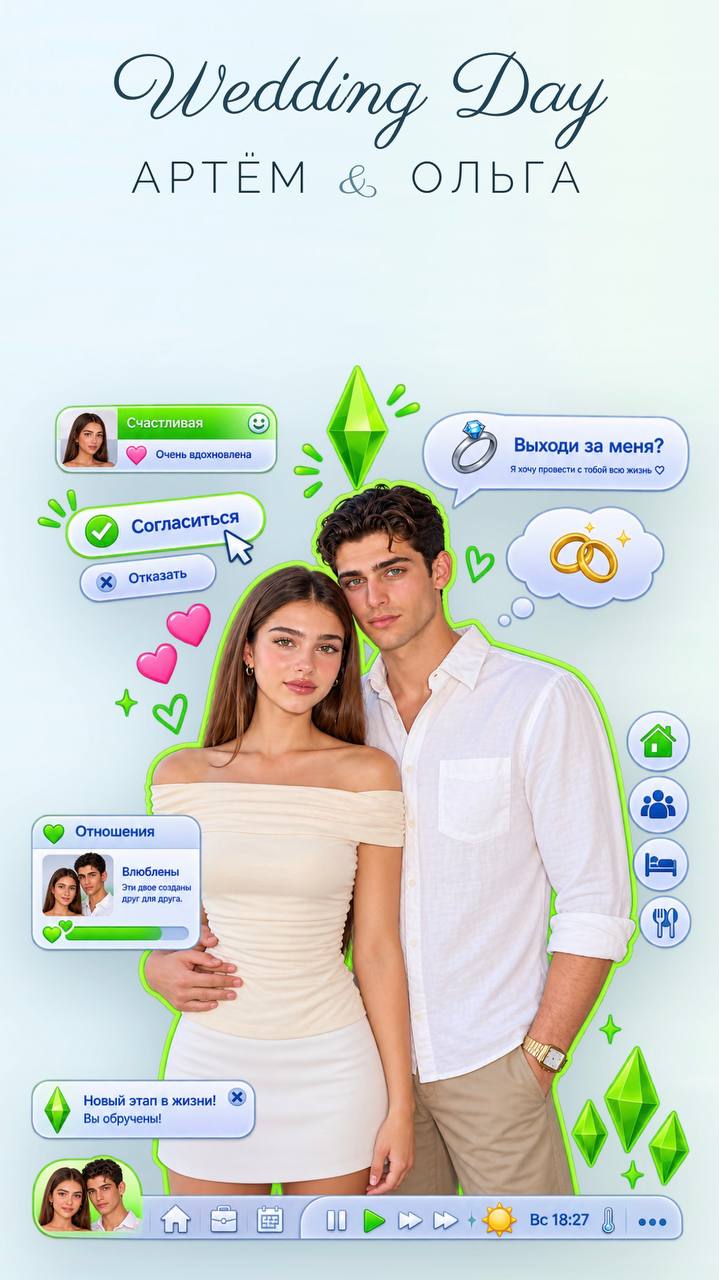 Wedding Day
АРТЁМ & ОЛЬГА
Счастливая
Очень вдохновлена
Выходи за меня?
Я хочу провести с тобой всю жизнь ♡
Согласиться
Отказать
Отношения
Влюблены
Эти двое созданы
друг для друга.
Новый этап в жизни!
Вы обручены!
Вс 18:27